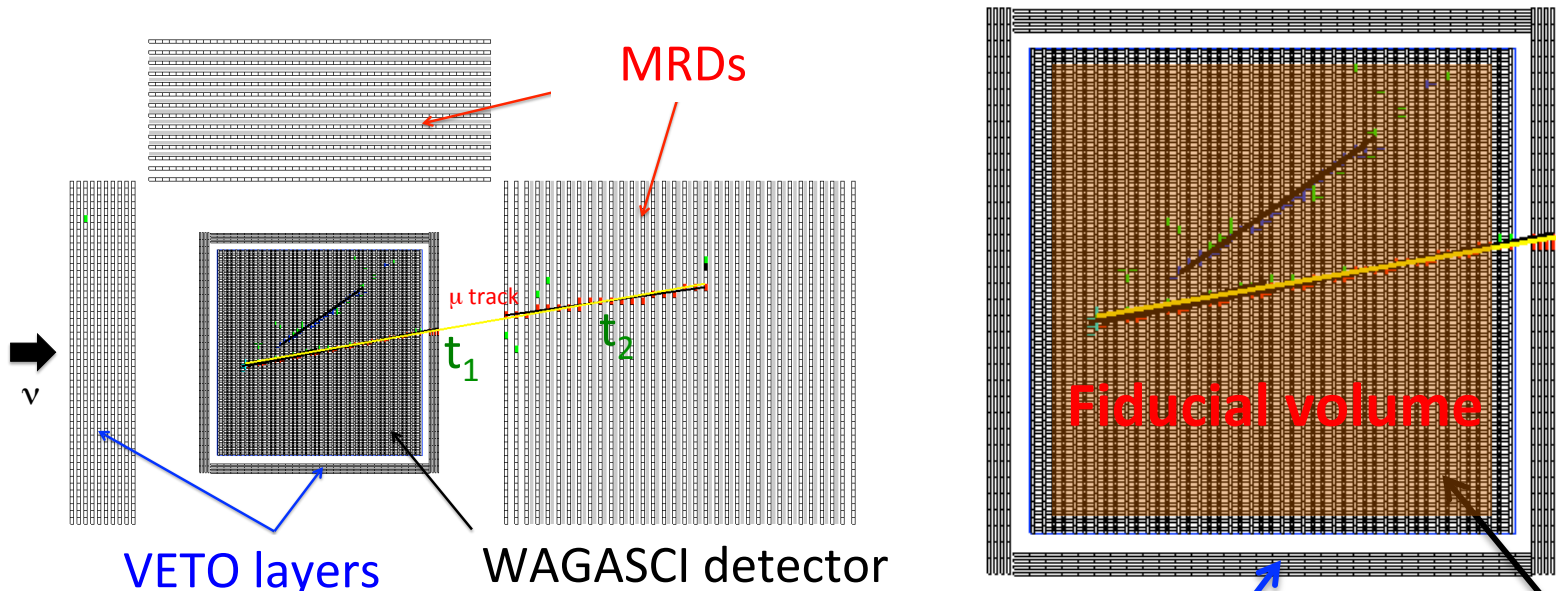 MRDs
μ track
t1
t2
ν
Fiducial volume
VETO layers
WAGASCI detector